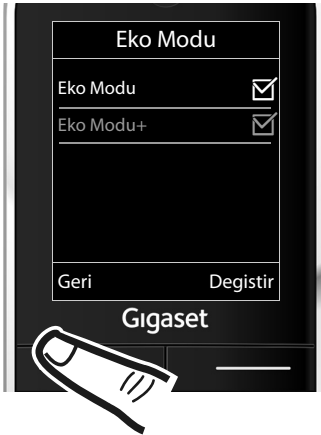 Eko Modu
Eko Modu
Eko Modu+
Geri Degistir
Gigaset